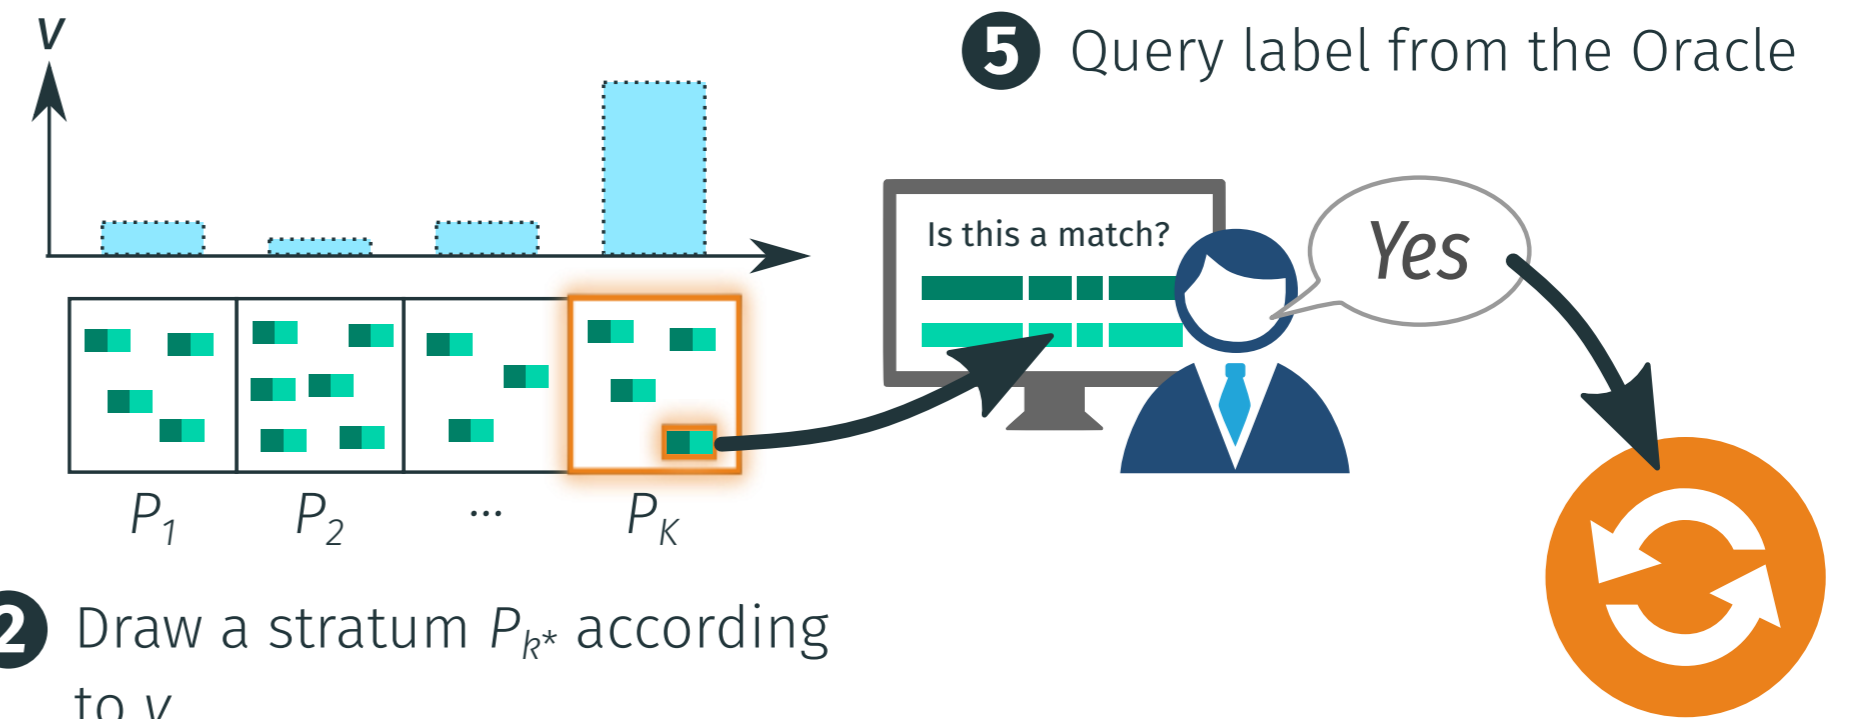 v
5 Query label from the Oracle
Is this a match?
Yes
P1 P2 ... PK
2 Draw a stratum Pk* according
to v